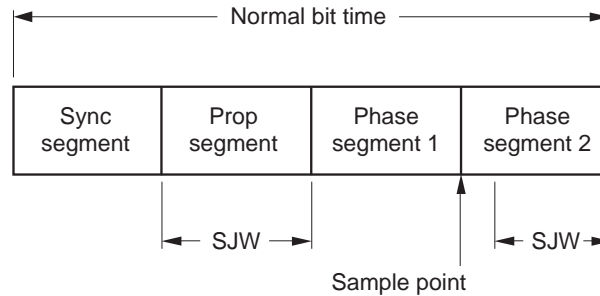 Normal bit time
Sync
segment
Prop
segment
Phase
segment 1
Phase
segment 2
SJW
SJW
Sample point